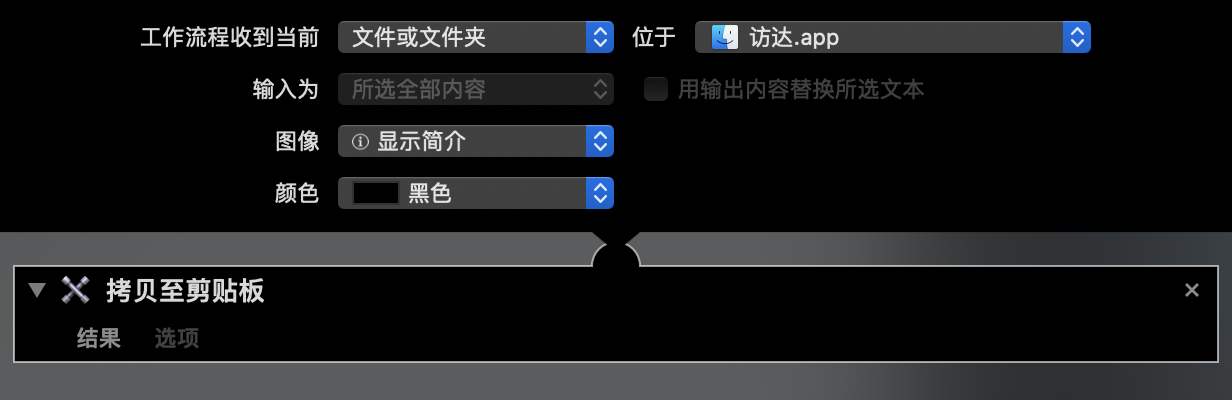 工作流程收到当前 文件或文件夹 位于 访达.app
输入为 所选全部内容 用输出内容替换所选文本
图像 显示简介
颜色 黑色
拷贝至剪贴板
结果 选项